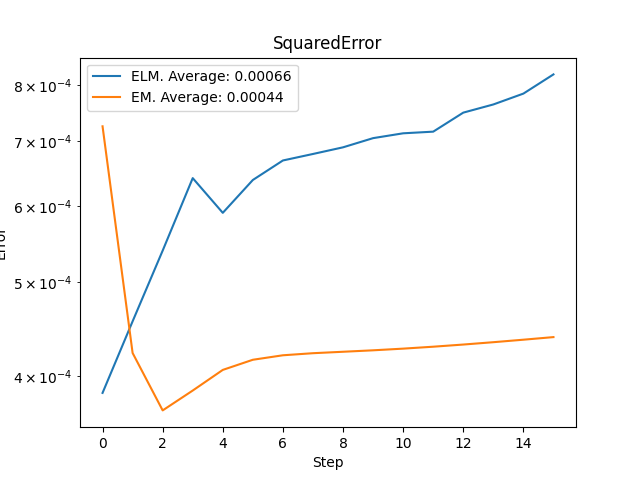 SquaredError
ELM. Average: 0.00066
EM. Average: 0.00044
8 × 10⁻⁴
7 × 10⁻⁴
6 × 10⁻⁴
5 × 10⁻⁴
4 × 10⁻⁴
Error
0 2 4 6 8 10 12 14
Step